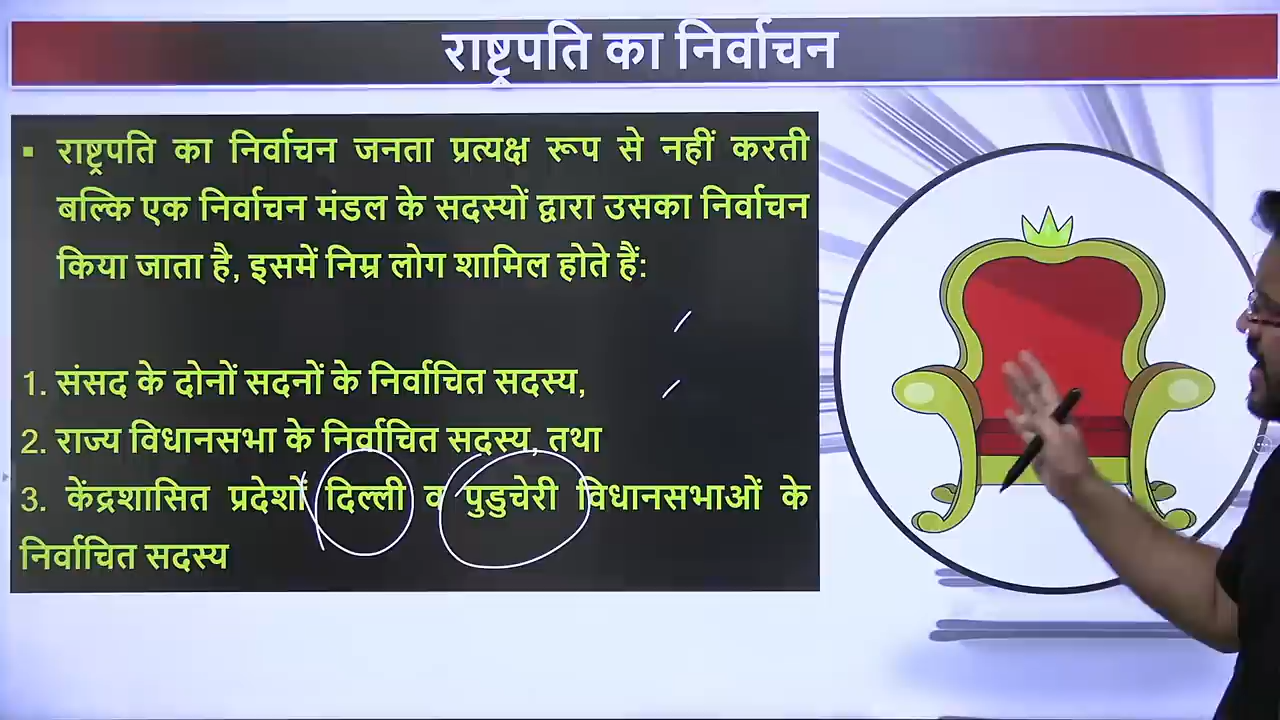 राष्ट्रपति का निर्वाचन
▪ राष्ट्रपति का निर्वाचन जनता प्रत्यक्ष रूप से नहीं करती
बल्कि एक निर्वाचन मंडल के सदस्यों द्वारा उसका निर्वाचन
किया जाता है, इसमें निम्न लोग शामिल होते हैं:
1. संसद के दोनों सदनों के निर्वाचित सदस्य,
2. राज्य विधानसभा के निर्वाचित सदस्य, तथा
3. केंद्रशासित प्रदेशों दिल्ली व पुडुचेरी विधानसभाओं के
निर्वाचित सदस्य